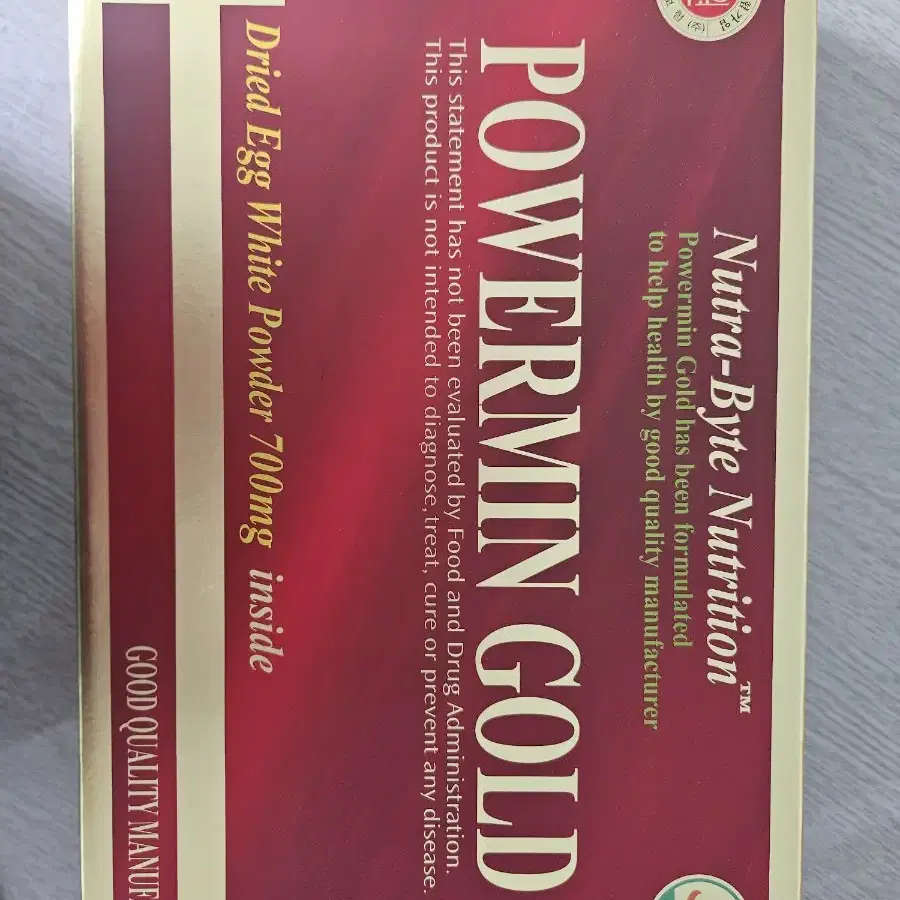 Nutra-Byte Nutrition™
Powermin Gold has been formulated
to help health by good quality manufacturer
POWERMIN GOLD
This statement has not been evaluated by Food and Drug Administration.
This product is not intended to diagnose, treat, cure or prevent any disease.
Dried Egg White Powder 700mg inside
GOOD QUALITY MANUF